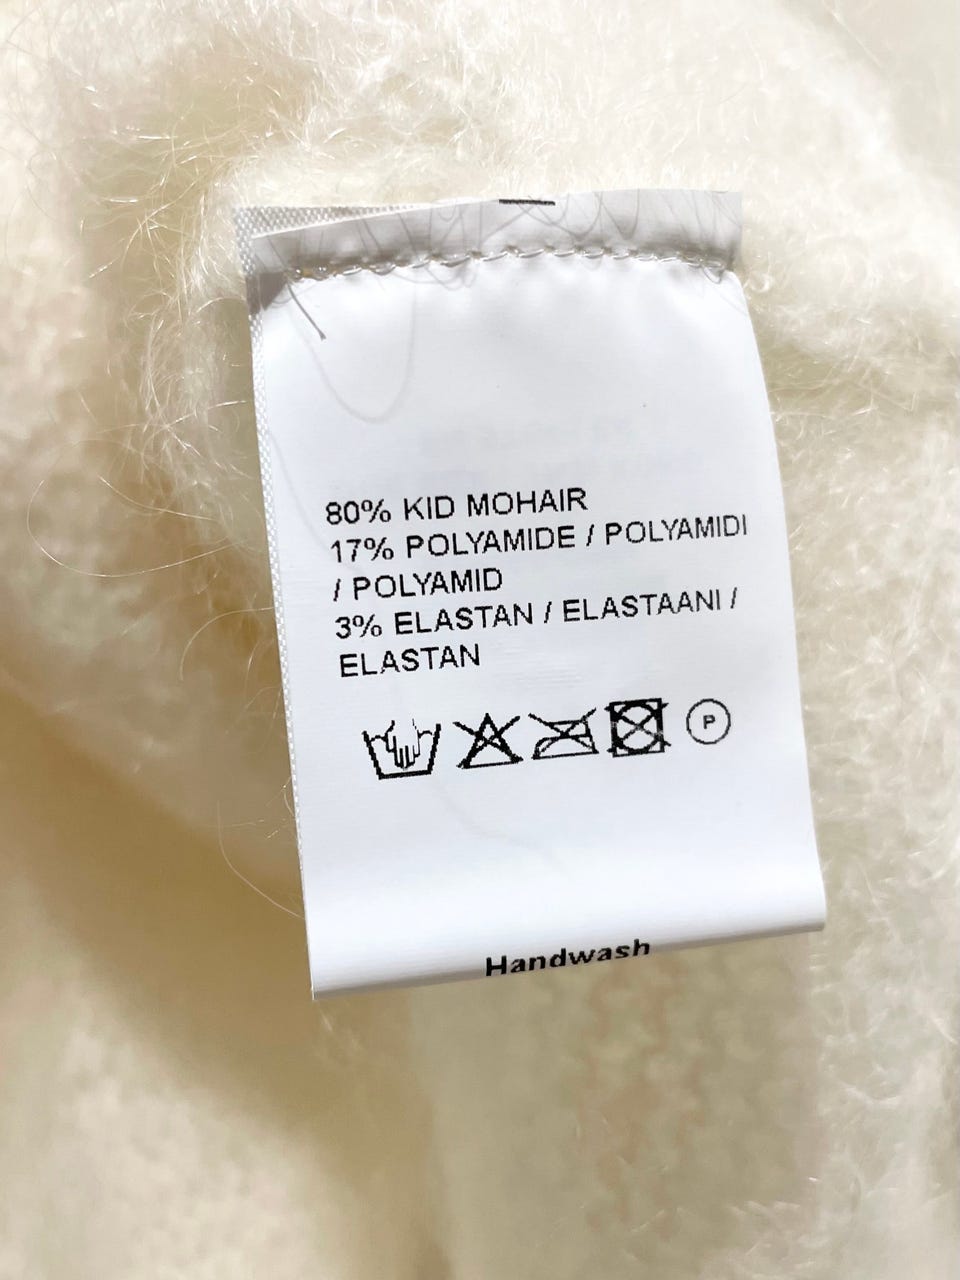 80% KID MOHAIR
17% POLYAMIDE / POLYAMIDI
/ POLYAMID
3% ELASTAN / ELASTAANI /
ELASTAN
P
Handwash